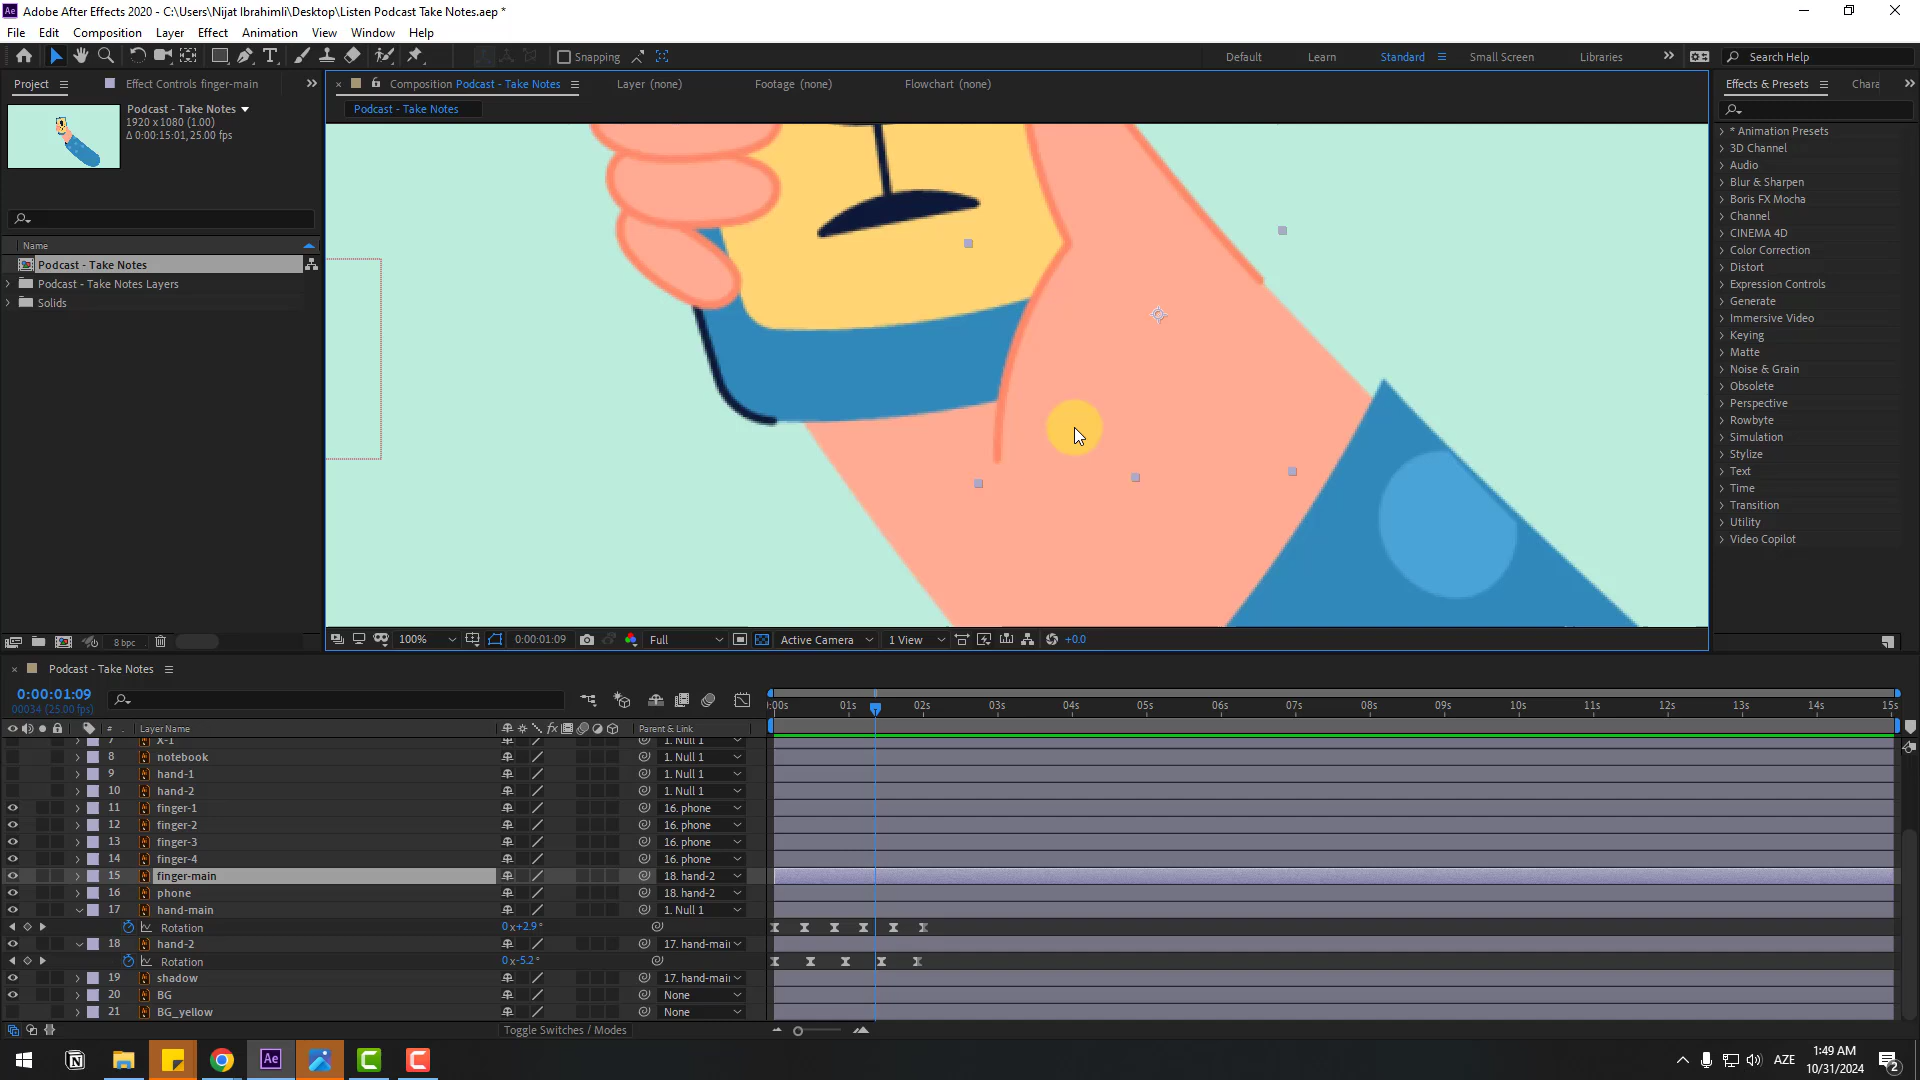 Adobe After Effects 2020 - C:\Users\Nijat Ibrahimli\Desktop\Listen Podcast Take Notes.aep *
File Edit Composition Layer Effect Animation View Window Help
Snapping
Default Learn Standard Small Screen Libraries Search Help
Project Effect Controls finger-main
Composition Podcast - Take Notes Layer (none) Footage (none) Flowchart (none)
Effects & Presets Chara
Podcast - Take Notes
1920 x 1080 (1.00)
Δ 0:00:15:01, 25.00 fps
Podcast - Take Notes
Name
Podcast - Take Notes
Podcast - Take Notes Layers
Solids
* Animation Presets
3D Channel
Audio
Blur & Sharpen
Boris FX Mocha
Channel
CINEMA 4D
Color Correction
Distort
Expression Controls
Generate
Immersive Video
Keying
Matte
Noise & Grain
Obsolete
Perspective
Rowbyte
Simulation
Stylize
Text
Time
Transition
Utility
Video Copilot
8 bpc
100% 0:00:01:09 Full Active Camera 1 View +0.0
Podcast - Take Notes
0:00:01:09
00034 (25.00 fps)
:00s 01s 02s 03s 04s 05s 06s 07s 08s 09s 10s 11s 12s 13s 14s 15s
# Layer Name fx Parent & Link
7 X-1 1. Null 1
8 notebook 1. Null 1
9 hand-1 1. Null 1
10 hand-2 1. Null 1
11 finger-1 16. phone
12 finger-2 16. phone
13 finger-3 16. phone
14 finger-4 16. phone
15 finger-main 18. hand-2
16 phone 18. hand-2
17 hand-main 1. Null 1
Rotation 0x+2.9°
18 hand-2 17. hand-main
Rotation 0x-5.2°
19 shadow 17. hand-main
20 BG None
21 BG_yellow None
Toggle Switches / Modes
AZE
1:49 AM
10/31/2024
2